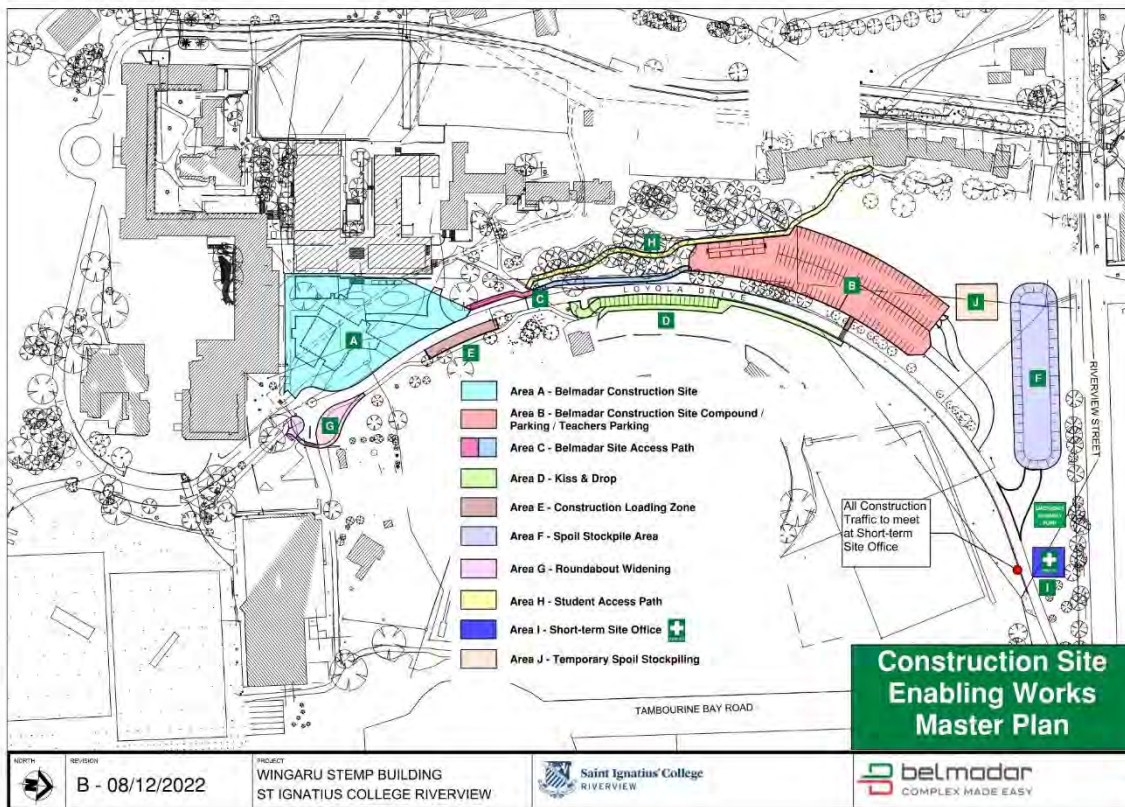 H
B
C
LOYOLA DRIVE
J
D
A
E
F
G
RIVERVIEW STREET
Area A - Belmadar Construction Site
Area B - Belmadar Construction Site Compound /
Parking / Teachers Parking
Area C - Belmadar Site Access Path
Area D - Kiss & Drop
Area E - Construction Loading Zone
Area F - Spoil Stockpile Area
Area G - Roundabout Widening
Area H - Student Access Path
Area I - Short-term Site Office
Area J - Temporary Spoil Stockpiling
All Construction
Traffic to meet
at Short-term
Site Office
EMERGENCY
ASSEMBLY
POINT
I
TAMBOURINE BAY ROAD
Construction Site
Enabling Works
Master Plan
NORTH
REVISION
B - 08/12/2022
PROJECT
WINGARU STEMP BUILDING
ST IGNATIUS COLLEGE RIVERVIEW
Saint Ignatius' College
RIVERVIEW
belmadar
COMPLEX MADE EASY